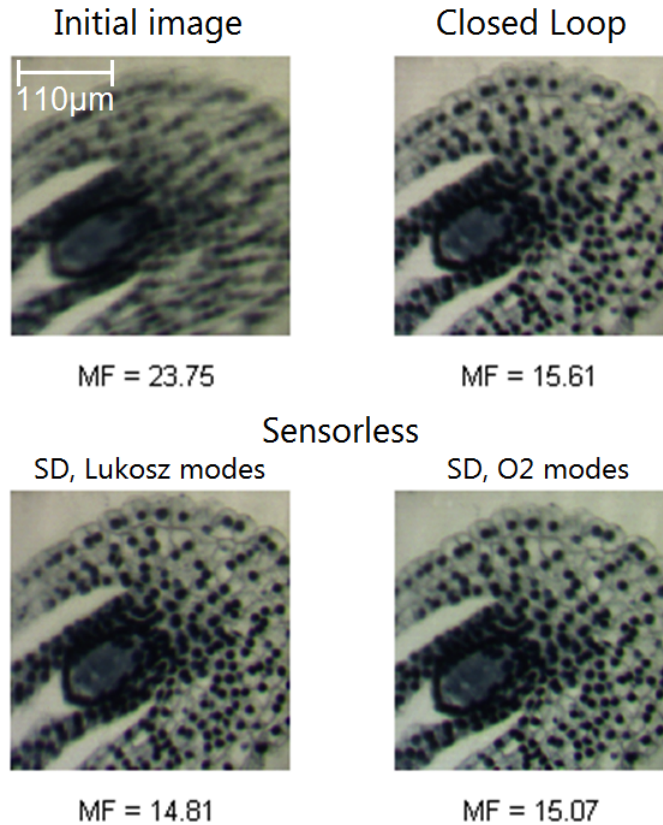 Initial image
Closed Loop
110μm
MF = 23.75
MF = 15.61
Sensorless
SD, Lukosz modes
SD, O2 modes
MF = 14.81
MF = 15.07